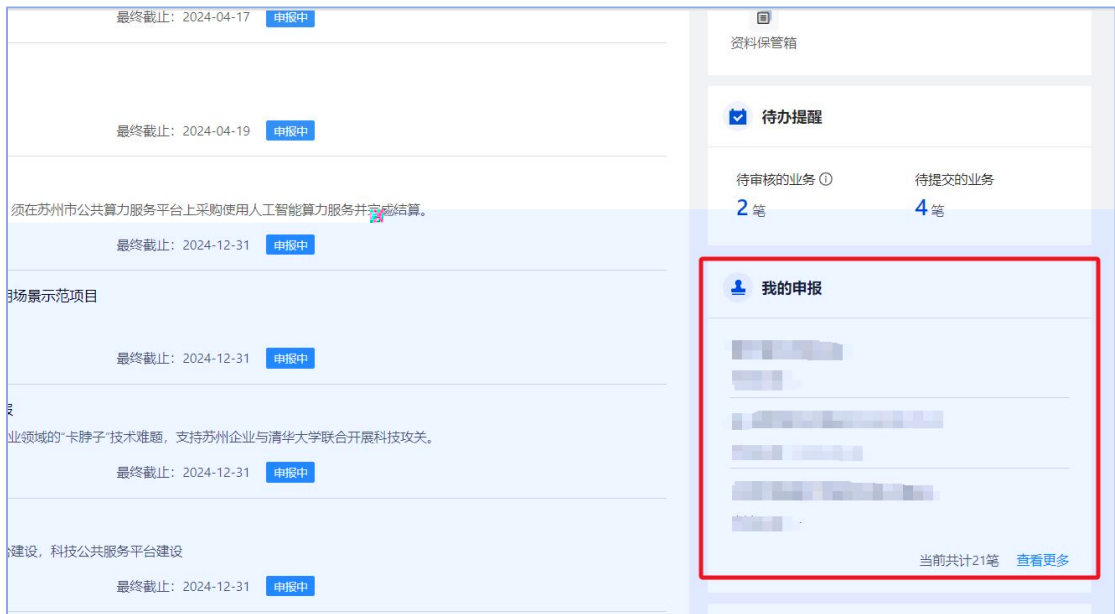 最终截止：2024-04-17 申报中
最终截止：2024-04-19 申报中
须在苏州市公共算力服务平台上采购使用人工智能算力服务并完成结算。
最终截止：2024-12-31 申报中
场景示范项目
最终截止：2024-12-31 申报中
业领域的“卡脖子”技术难题，支持苏州企业与清华大学联合开展科技攻关。
最终截止：2024-12-31 申报中
建设，科技公共服务平台建设
最终截止：2024-12-31 申报中
资料保管箱
待办提醒
待审核的业务 待提交的业务
2 笔 4 笔
我的申报
当前共计21笔 查看更多